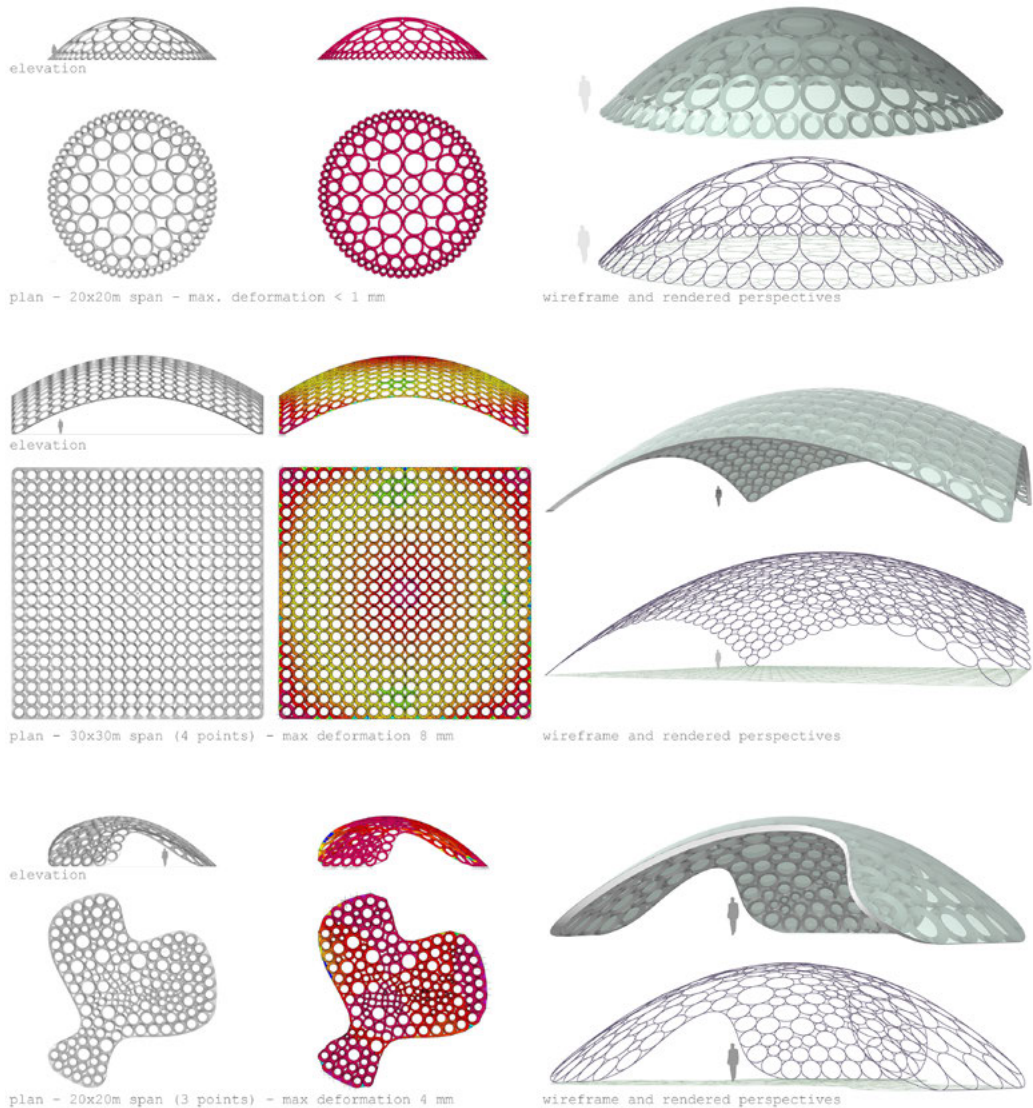 elevation
plan - 20x20m span - max. deformation < 1 mm
wireframe and rendered perspectives
elevation
plan - 30x30m span (4 points) - max deformation 8 mm
wireframe and rendered perspectives
elevation
plan - 20x20m span (3 points) - max deformation 4 mm
wireframe and rendered perspectives